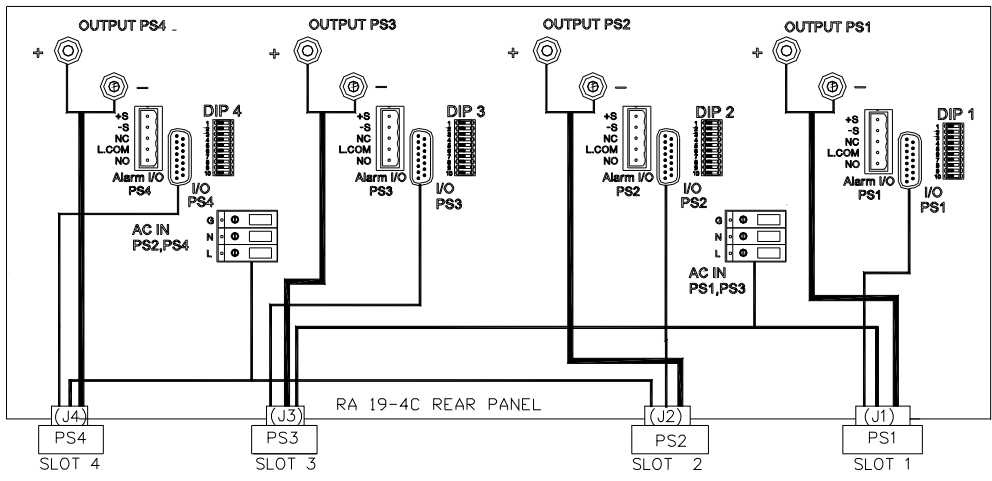 OUTPUT PS4
OUTPUT PS3
OUTPUT PS2
OUTPUT PS1
+ −
+ −
+ −
+ −
DIP 4
+S
-S
NC
L.COM
NO
Alarm I/O
PS4
I/O
PS4
DIP 3
+S
-S
NC
L.COM
NO
Alarm I/O
PS3
I/O
PS3
DIP 2
+S
-S
NC
L.COM
NO
Alarm I/O
PS2
I/O
PS2
DIP 1
+S
-S
NC
L.COM
NO
Alarm I/O
PS1
I/O
PS1
AC IN
PS2,PS4
G
N
L
G
N
L
AC IN
PS1,PS3
RA 19-4C REAR PANEL
(J4)
(J3)
(J2)
(J1)
PS4
PS3
PS2
PS1
SLOT 4
SLOT 3
SLOT 2
SLOT 1